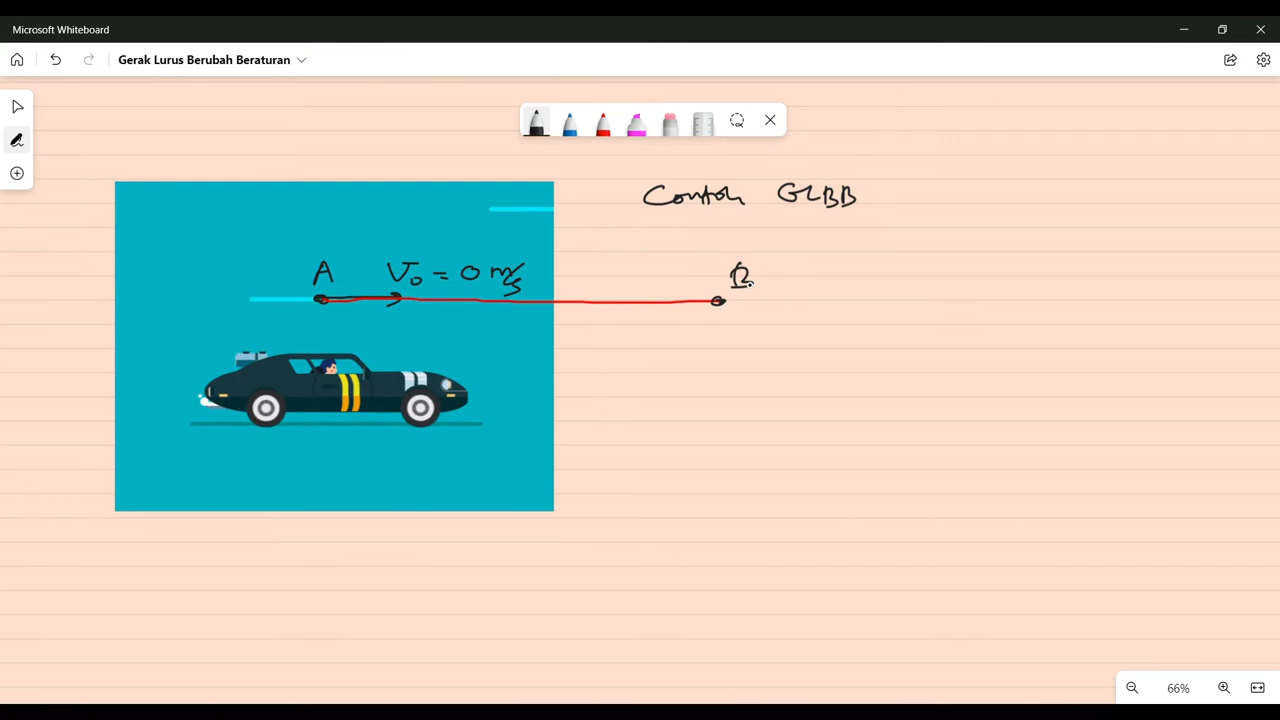 Microsoft Whiteboard
Gerak Lurus Berubah Beraturan
Contoh GLBB
A V₀ = 0 m/s B
66%